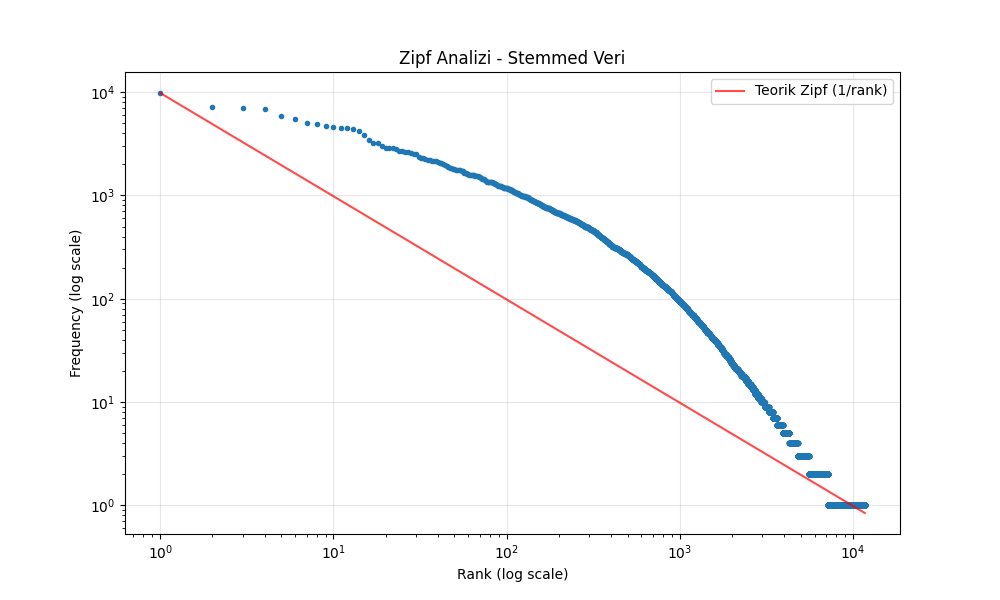 Zipf Analizi - Stemmed Veri
Teorik Zipf (1/rank)
Frequency (log scale)
10⁴
10³
10²
10¹
10⁰
10⁰ 10¹ 10² 10³ 10⁴
Rank (log scale)